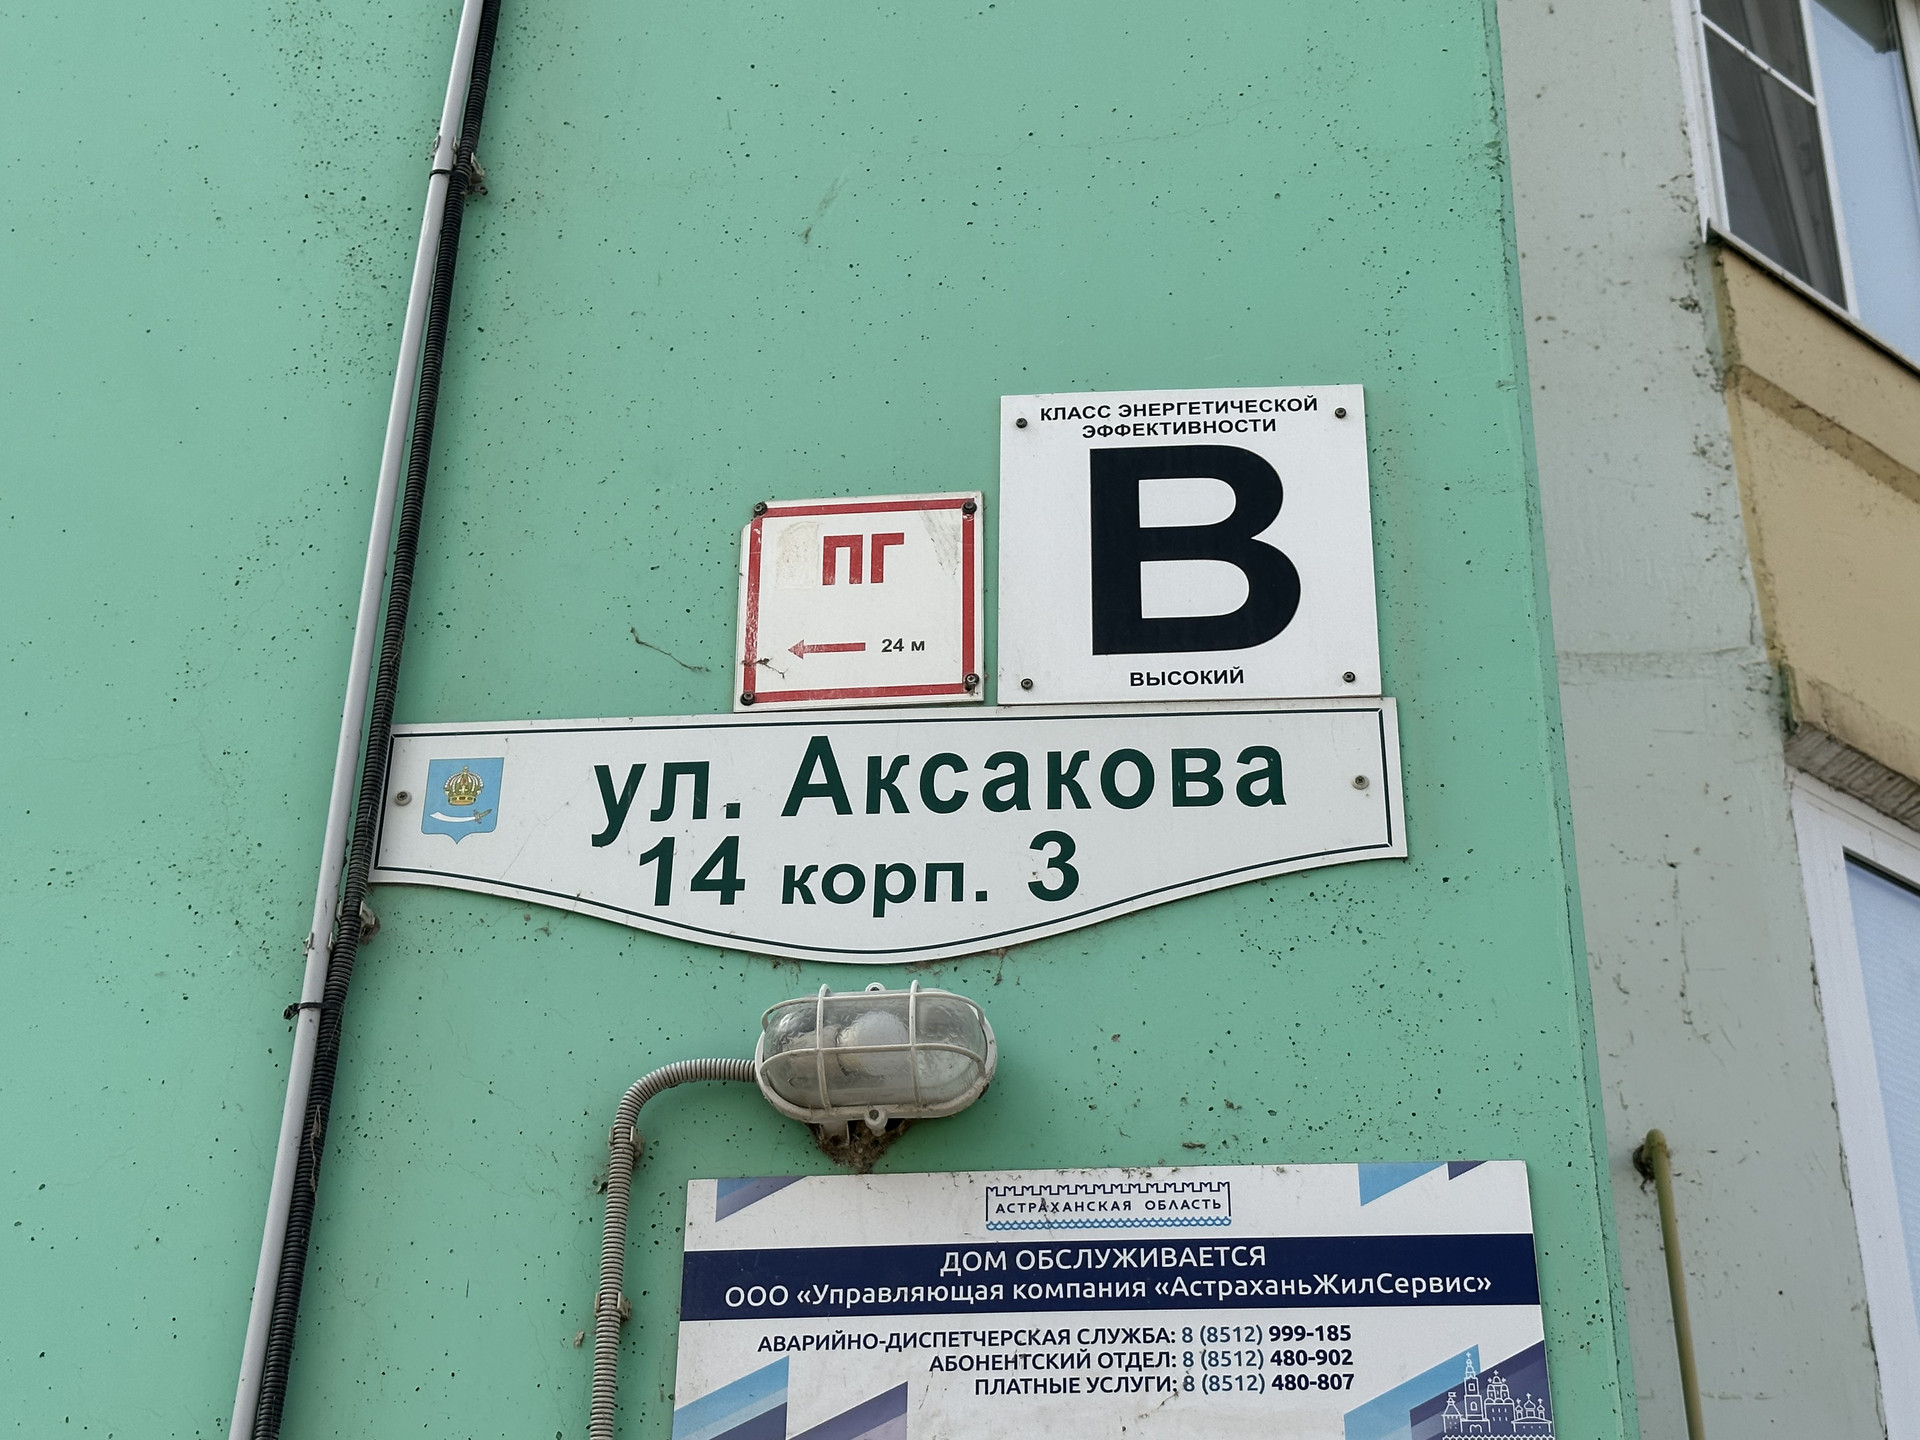 КЛАСС ЭНЕРГЕТИЧЕСКОЙ
ЭФФЕКТИВНОСТИ
В
ВЫСОКИЙ
ПГ
24 м
ул. Аксакова
14 корп. 3
АСТРАХАНСКАЯ ОБЛАСТЬ
ДОМ ОБСЛУЖИВАЕТСЯ
ООО «Управляющая компания «АстраханьЖилСервис»
АВАРИЙНО-ДИСПЕТЧЕРСКАЯ СЛУЖБА: 8 (8512) 999-185
АБОНЕНТСКИЙ ОТДЕЛ: 8 (8512) 480-902
ПЛАТНЫЕ УСЛУГИ: 8 (8512) 480-807